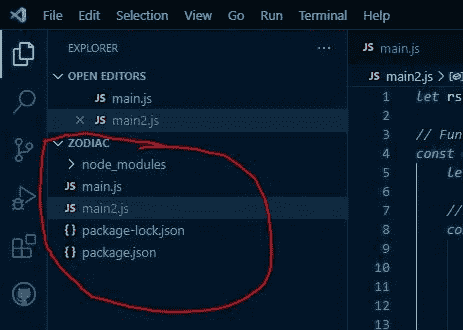 File Edit Selection View Go Run Terminal Help
EXPLORER ···
OPEN EDITORS
JS main.js
× JS main2.js
ZODIAC
> node_modules
JS main.js
JS main2.js
{} package-lock.json
{} package.json
JS main.js
JS main2.js >
1 let rs
2
3 // Fun
4 const
5 let
6
7 //
8 co
9
10
11
12
13